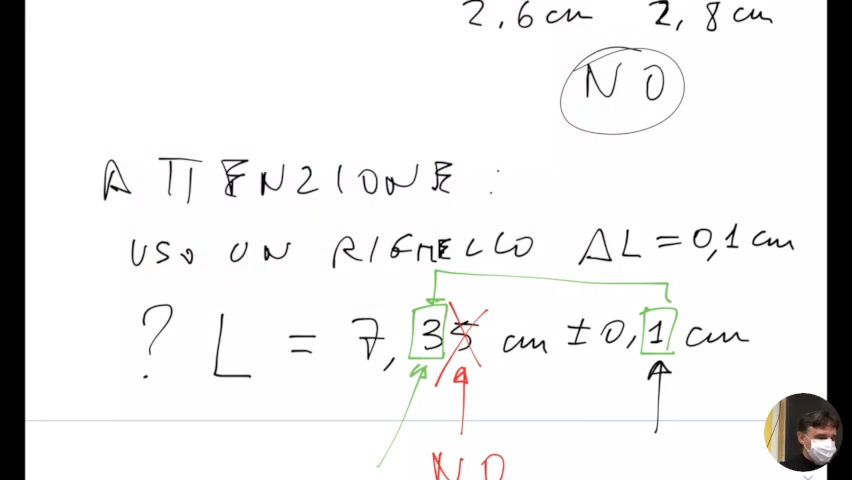 2,6 cm 2,8 cm
NO
ATTENZIONE:
USO UN RIGHELLO ΔL = 0,1 cm
? L = 7,35 cm ± 0,1 cm
NO